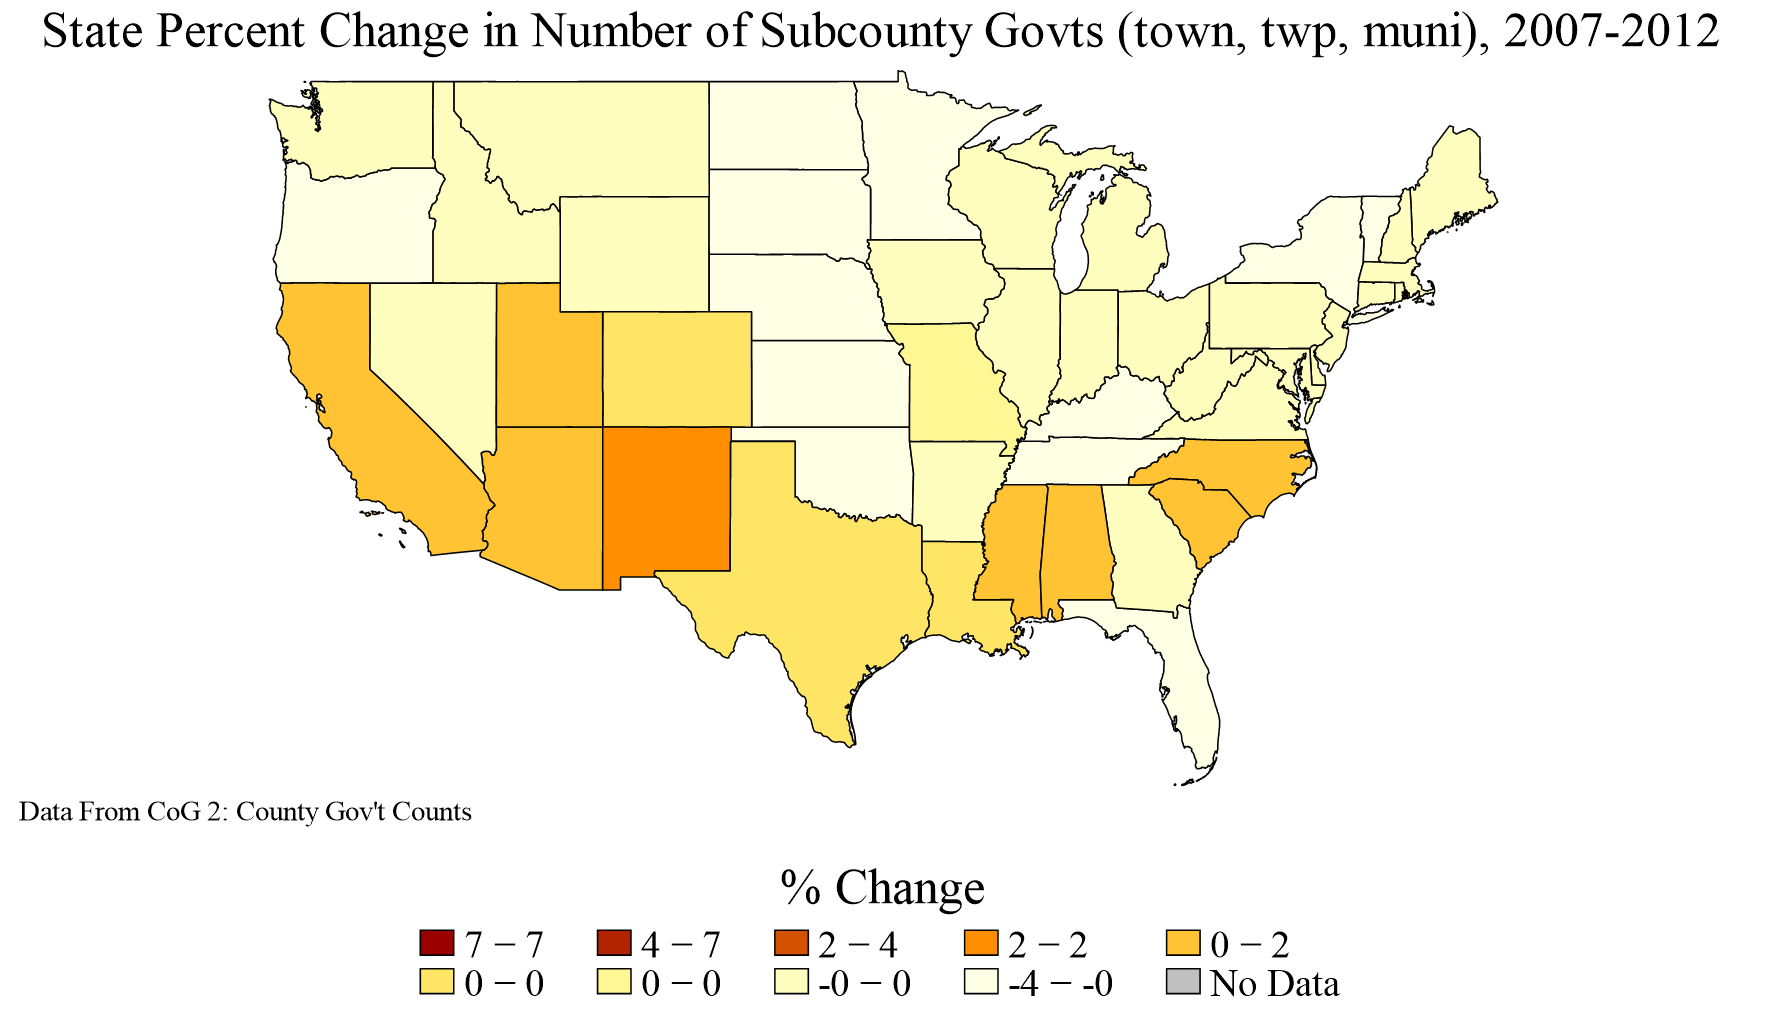 State Percent Change in Number of Subcounty Govts (town, twp, muni), 2007-2012
Data From CoG 2: County Gov't Counts
% Change
7 − 7 4 − 7 2 − 4 2 − 2 0 − 2
0 − 0 0 − 0 -0 − 0 -4 − -0 No Data